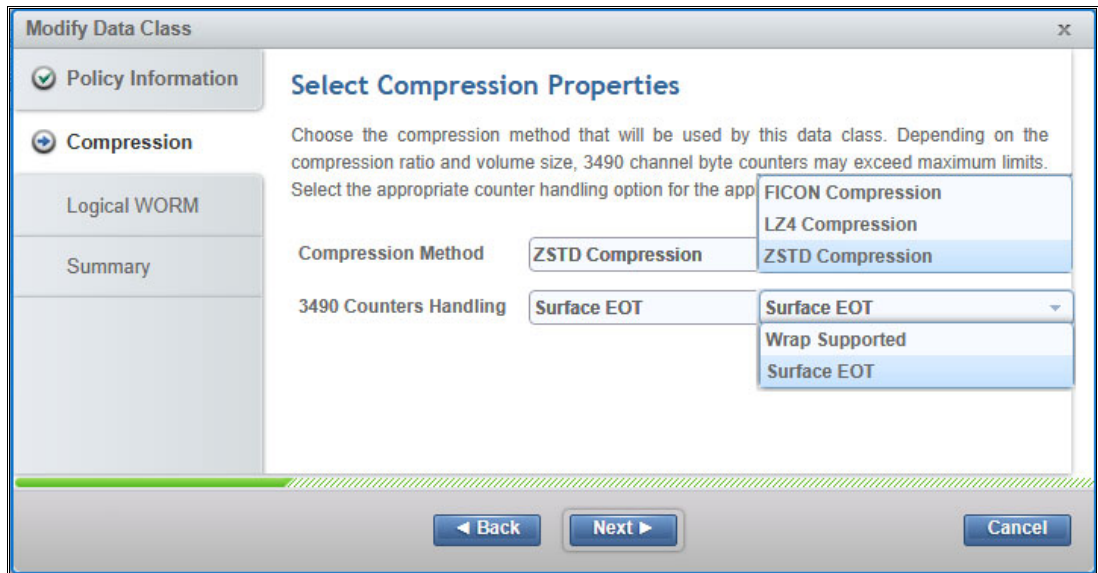 Modify Data Class x
Policy Information
Compression
Logical WORM
Summary
Select Compression Properties
Choose the compression method that will be used by this data class. Depending on the
compression ratio and volume size, 3490 channel byte counters may exceed maximum limits.
Select the appropriate counter handling option for the app
FICON Compression
LZ4 Compression
ZSTD Compression
Compression Method ZSTD Compression
3490 Counters Handling Surface EOT Surface EOT
Wrap Supported
Surface EOT
Back Next Cancel